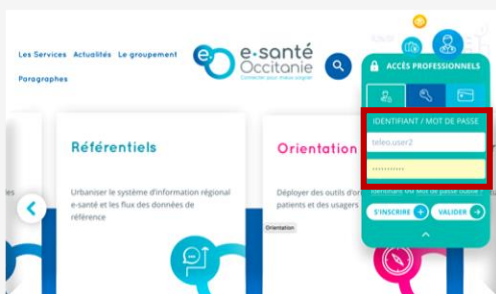 Les Services Actualités Le groupement
Paragraphes
e-santé
Occitanie
Connecter pour mieux soigner
ACCÈS PROFESSIONNELS
IDENTIFIANT / MOT DE PASSE
teleo.user2
...........
S'INSCRIRE
VALIDER
Référentiels
Urbaniser le système d'information régional
e-santé et les flux des données de
référence
Orientation
Déployer des outils d'or
patients et des usagers
Orientation